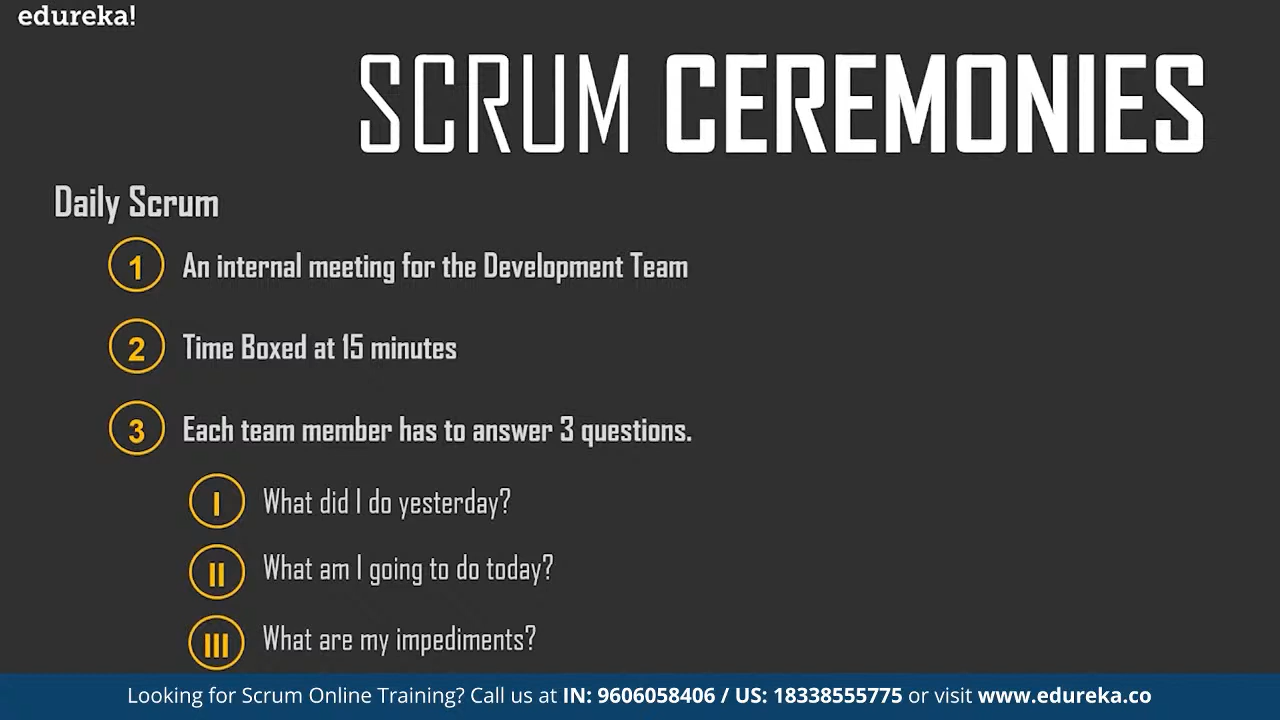 edureka!
SCRUM CEREMONIES
Daily Scrum
1 An internal meeting for the Development Team
2 Time Boxed at 15 minutes
3 Each team member has to answer 3 questions.
I What did I do yesterday?
II What am I going to do today?
III What are my impediments?
Looking for Scrum Online Training? Call us at IN: 9606058406 / US: 18338555775 or visit www.edureka.co